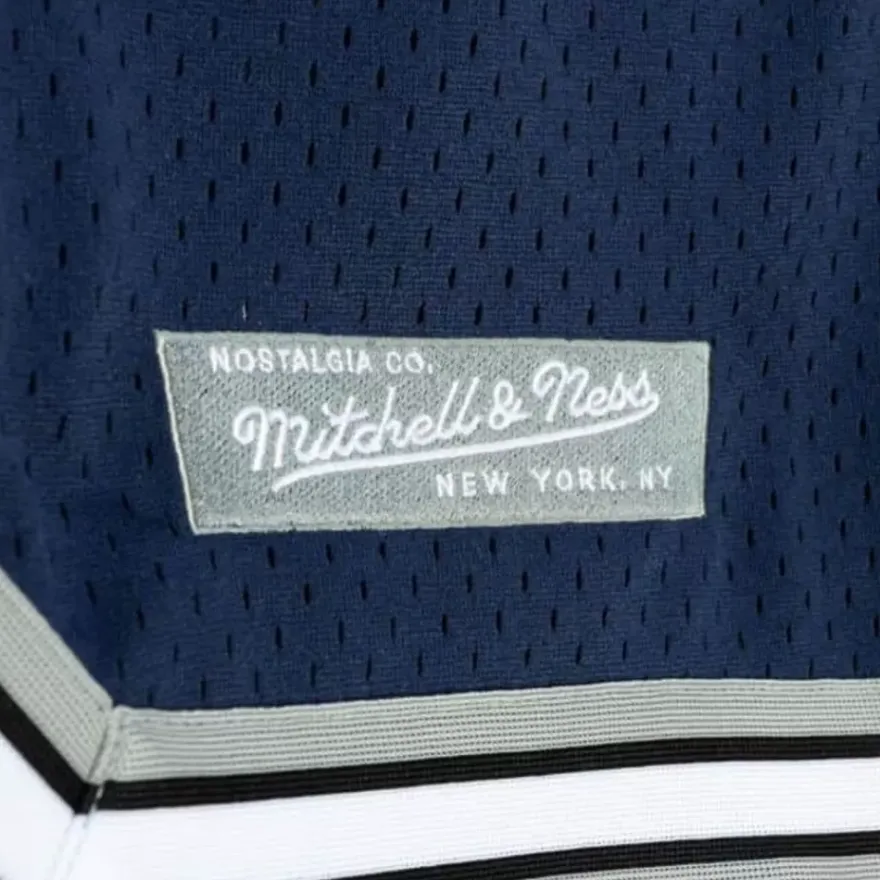 NOSTALGIA CO.
Mitchell & Ness
NEW YORK, NY